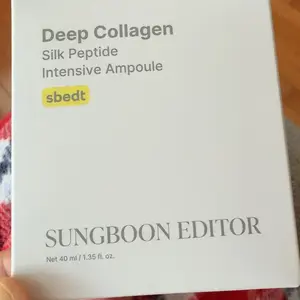 Deep Collagen
Silk Peptide
Intensive Ampoule
sbedt
SUNGBOON EDITOR
Net 40 ml / 1.35 fl. oz.